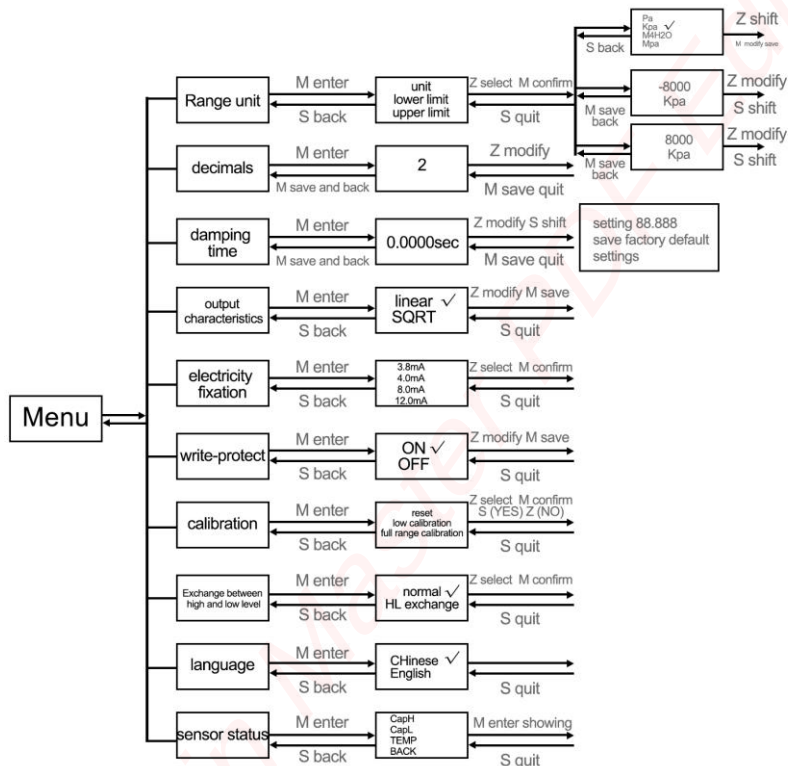 Menu
Range unit
M enter
S back
unit
lower limit
upper limit
Z select M confirm
S quit
S back
Pa
Kpa ✓
M4H2O
Mpa
Z shift
M modify save
M save
back
-8000
Kpa
Z modify
S shift
M save
back
8000
Kpa
Z modify
S shift
decimals
M enter
M save and back
2
Z modify
M save quit
damping
time
M enter
M save and back
0.0000sec
Z modify S shift
M save quit
setting 88.888
save factory default
settings
output
characteristics
M enter
S back
linear ✓
SQRT
Z modify M save
S quit
electricity
fixation
M enter
S back
3.8mA
4.0mA
8.0mA
12.0mA
Z select M confirm
S quit
write-protect
M enter
S back
ON ✓
OFF
Z modify M save
S quit
calibration
M enter
S back
reset
low calibration
full range calibration
Z select M confirm
S (YES) Z (NO)
S quit
Exchange between
high and low level
M enter
S back
normal ✓
HL exchange
Z select M confirm
S quit
language
M enter
S back
CHinese ✓
English
S quit
sensor status
M enter
S back
CapH
CapL
TEMP
BACK
M enter showing
S quit
in Master PDF Edi